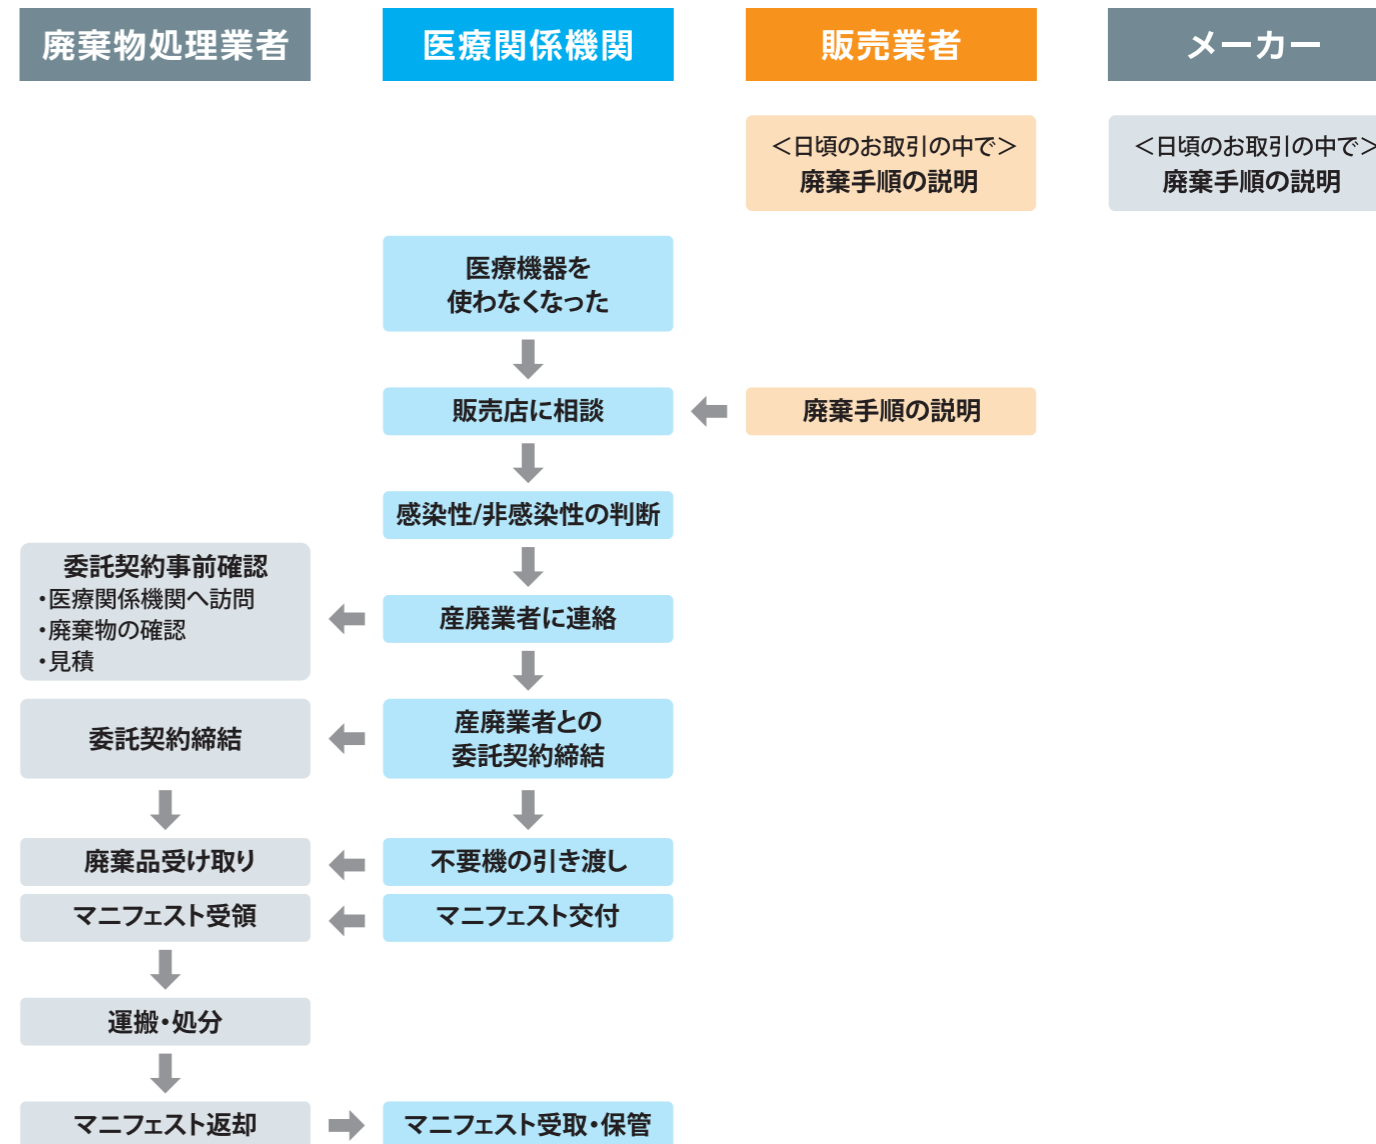 廃棄物処理業者
医療関係機関
販売業者
メーカー
＜日頃のお取引の中で＞
廃棄手順の説明
＜日頃のお取引の中で＞
廃棄手順の説明
医療機器を
使わなくなった
販売店に相談
廃棄手順の説明
感染性/非感染性の判断
委託契約事前確認
・医療関係機関へ訪問
・廃棄物の確認
・見積
産廃業者に連絡
委託契約締結
産廃業者との
委託契約締結
廃棄品受け取り
不要機の引き渡し
マニフェスト受領
マニフェスト交付
運搬・処分
マニフェスト返却
マニフェスト受取・保管